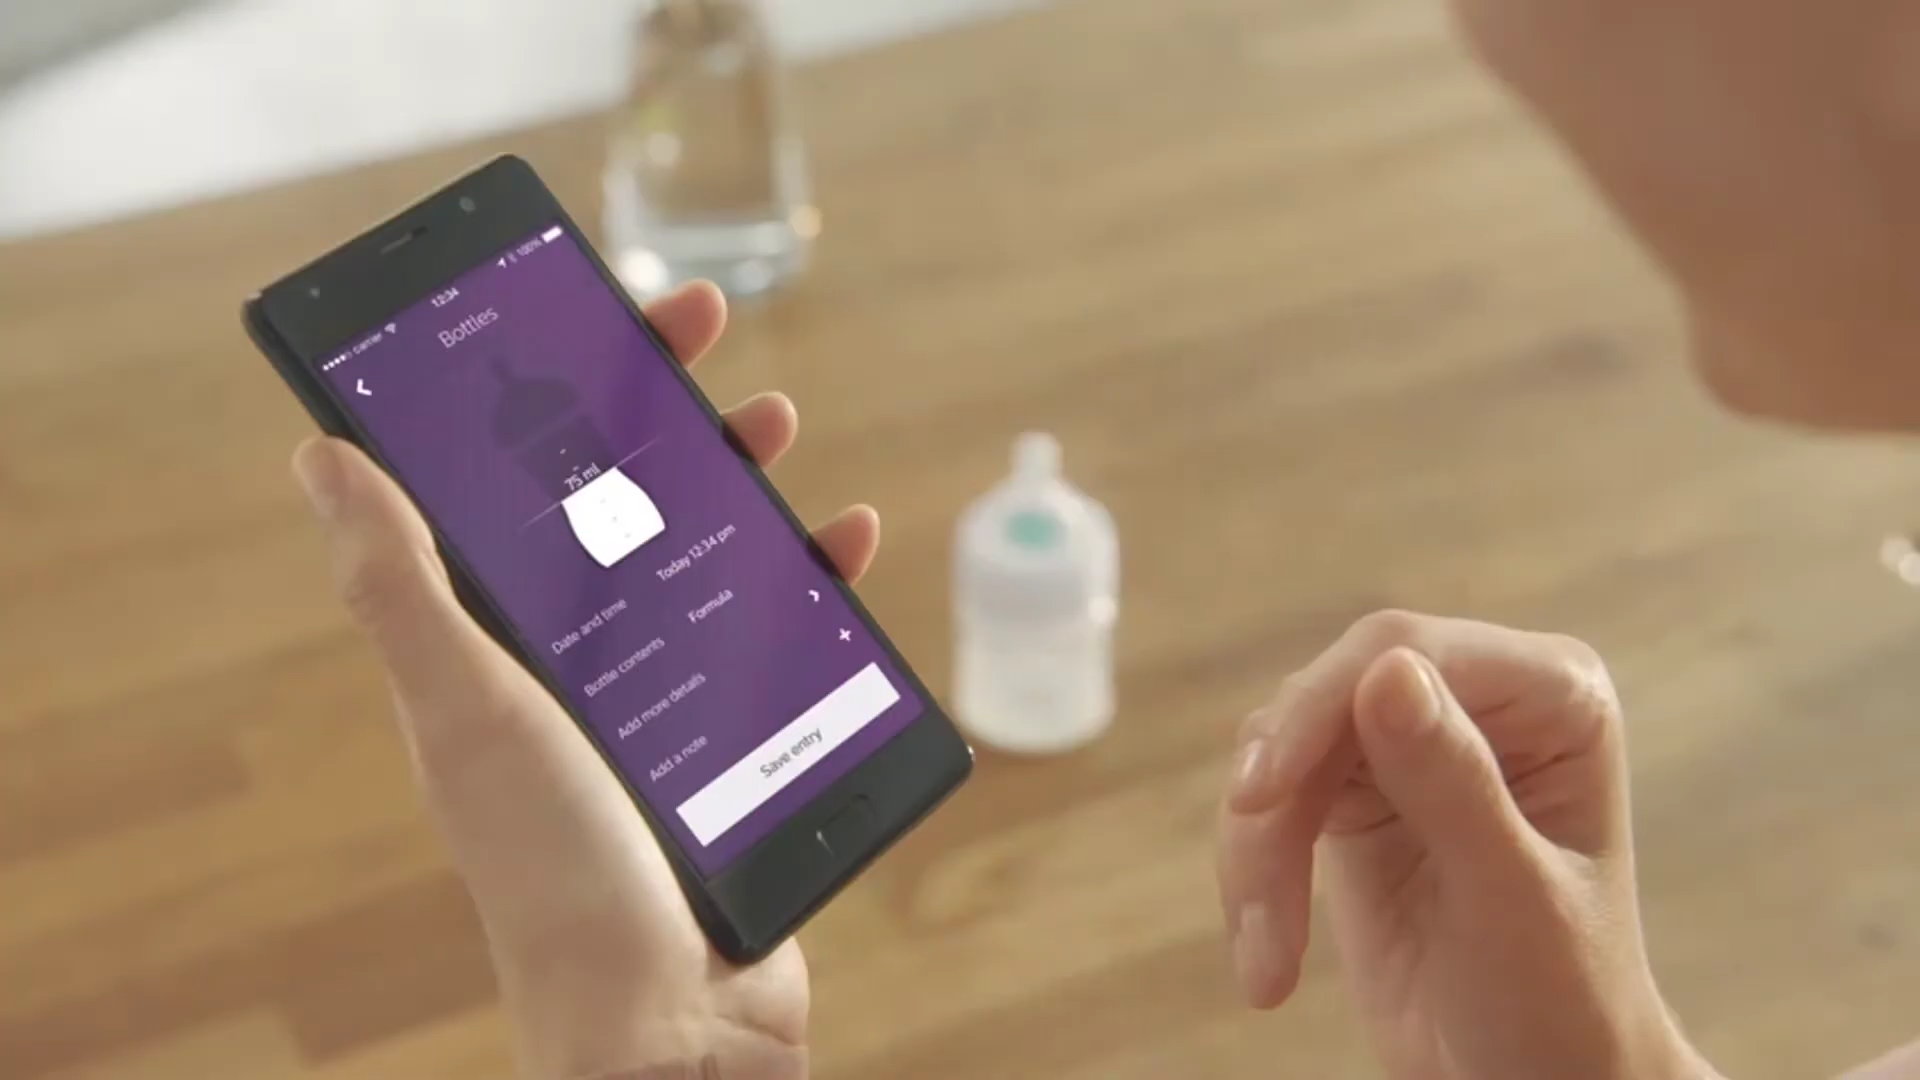 carrier 12:34 100%
Bottles
75 ml
Date and time Today 12:34 pm
Bottle contents Formula
Add more details
Add a note
Save entry